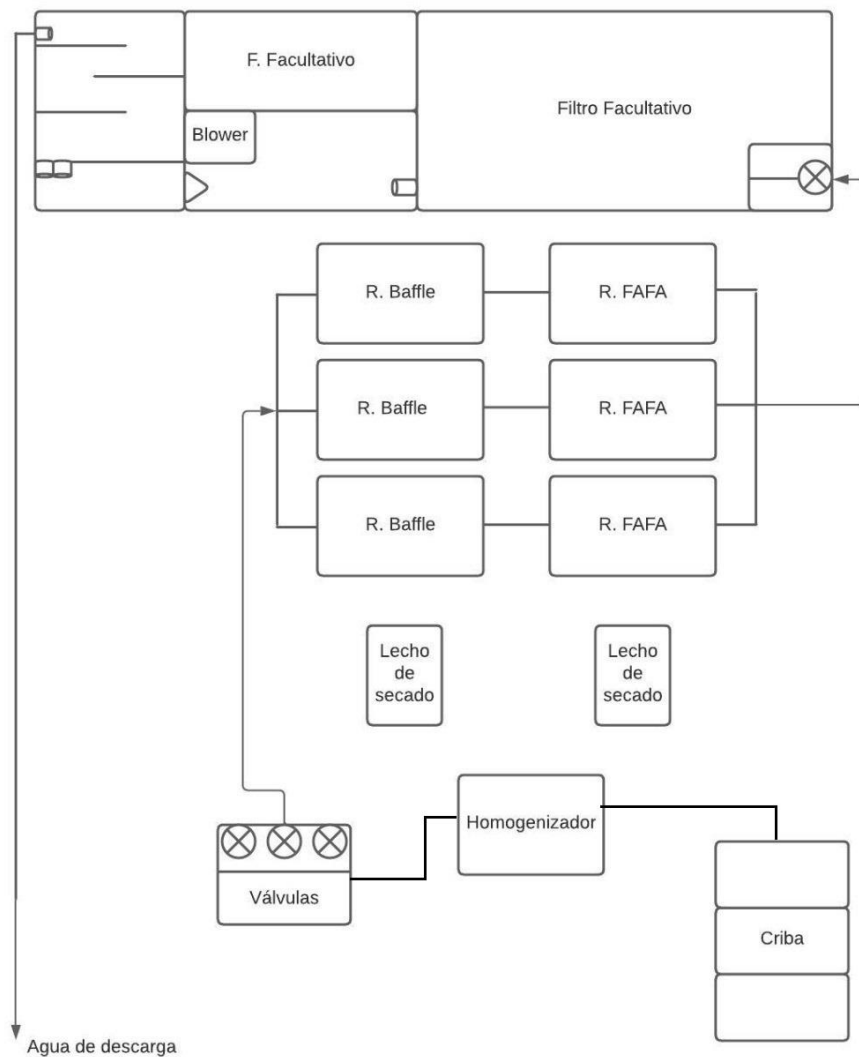 F. Facultativo
Blower
Filtro Facultativo
R. Baffle
R. FAFA
R. Baffle
R. FAFA
R. Baffle
R. FAFA
Lecho
de
secado
Lecho
de
secado
Homogenizador
Válvulas
Criba
Agua de descarga